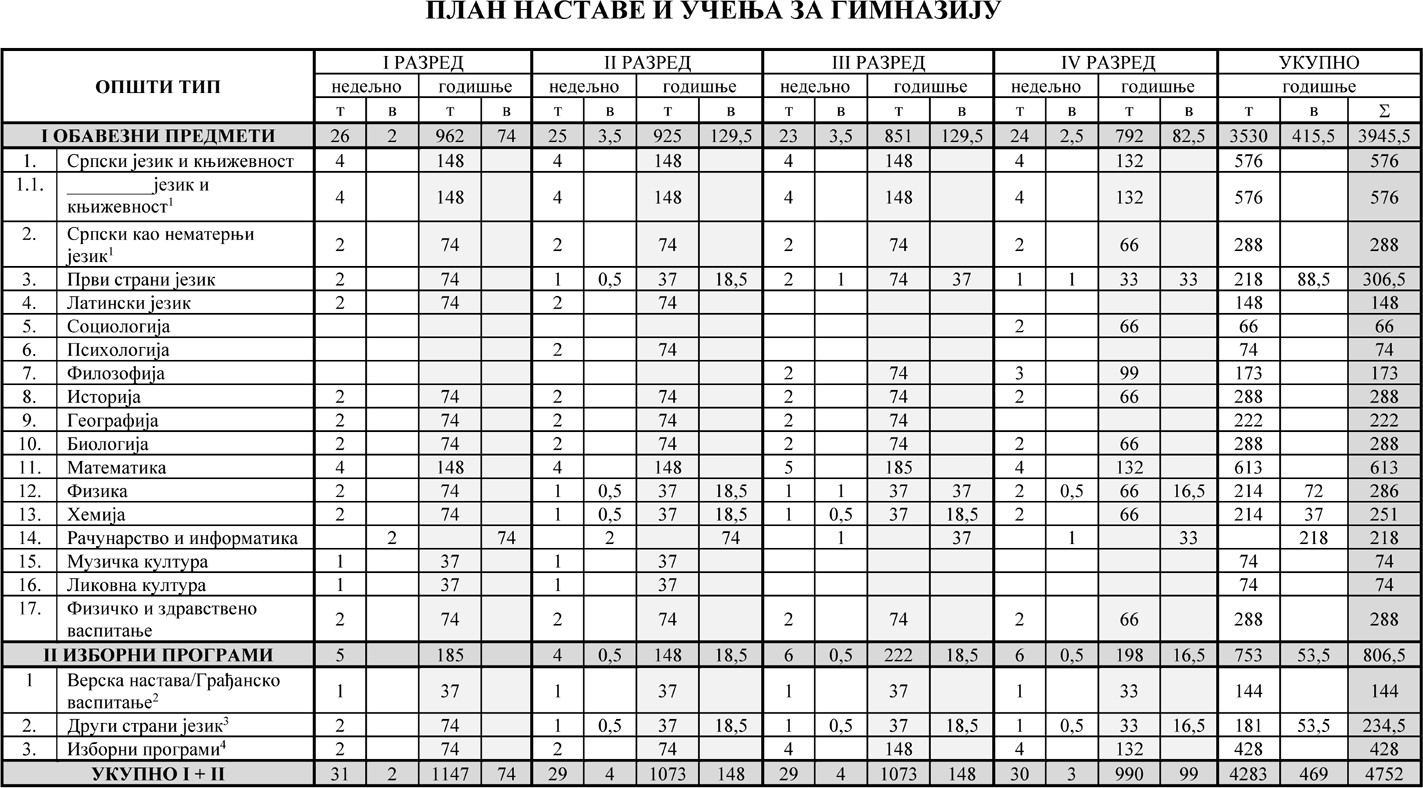 ПЛАН НАСТАВЕ И УЧЕЊА ЗА ГИМНАЗИЈУ
ОПШТИ ТИП I РАЗРЕД II РАЗРЕД III РАЗРЕД IV РАЗРЕД УКУПНО
недељно годишње недељно годишње недељно годишње недељно годишње годишње
т в т в т в т в т в т в т в т в т в Σ
I ОБАВЕЗНИ ПРЕДМЕТИ 26 2 962 74 25 3,5 925 129,5 23 3,5 851 129,5 24 2,5 792 82,5 3530 415,5 3945,5
1. Српски језик и књижевност 4 148 4 148 4 148 4 132 576 576
1.1. _________језик и
књижевност¹ 4 148 4 148 4 148 4 132 576 576
2. Српски као нематерњи
језик¹ 2 74 2 74 2 74 2 66 288 288
3. Први страни језик 2 74 1 0,5 37 18,5 2 1 74 37 1 1 33 33 218 88,5 306,5
4. Латински језик 2 74 2 74 148 148
5. Социологија 2 66 66 66
6. Психологија 2 74 74 74
7. Филозофија 2 74 3 99 173 173
8. Историја 2 74 2 74 2 74 2 66 288 288
9. Географија 2 74 2 74 2 74 222 222
10. Биологија 2 74 2 74 2 74 2 66 288 288
11. Математика 4 148 4 148 5 185 4 132 613 613
12. Физика 2 74 1 0,5 37 18,5 1 1 37 37 2 0,5 66 16,5 214 72 286
13. Хемија 2 74 1 0,5 37 18,5 1 0,5 37 18,5 2 66 214 37 251
14. Рачунарство и информатика 2 74 2 74 1 37 1 33 218 218
15. Музичка култура 1 37 1 37 74 74
16. Ликовна култура 1 37 1 37 74 74
17. Физичко и здравствено
васпитање 2 74 2 74 2 74 2 66 288 288
II ИЗБОРНИ ПРОГРАМИ 5 185 4 0,5 148 18,5 6 0,5 222 18,5 6 0,5 198 16,5 753 53,5 806,5
1 Верска настава/Грађанско
васпитање² 1 37 1 37 1 37 1 33 144 144
2. Други страни језик³ 2 74 1 0,5 37 18,5 1 0,5 37 18,5 1 0,5 33 16,5 181 53,5 234,5
3. Изборни програми⁴ 2 74 2 74 4 148 4 132 428 428
УКУПНО I + II 31 2 1147 74 29 4 1073 148 29 4 1073 148 30 3 990 99 4283 469 4752